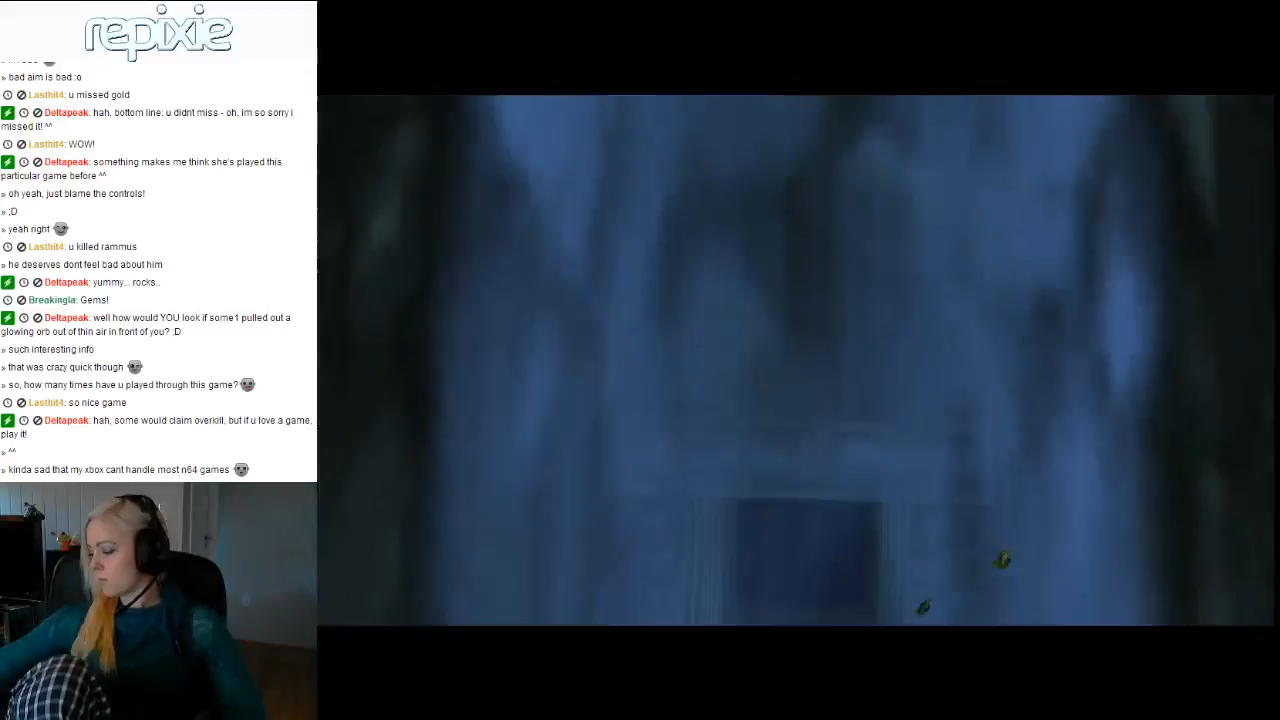 repixie
» bad aim is bad :o
Lasthit4: u missed gold
Deltapeak: hah, bottom line: u didnt miss - oh, im so sorry i
missed it! ^^
Lasthit4: WOW!
Deltapeak: something makes me think she's played this
particular game before ^^
» oh yeah, just blame the controls!
» ;D
» yeah right
Lasthit4: u killed rammus
» he deserves dont feel bad about him
Deltapeak: yummy... rocks..
Breakingla: Gems!
Deltapeak: well how would YOU look if some1 pulled out a
glowing orb out of thin air in front of you? ;D
» such interesting info
» that was crazy quick though
» so, how many times have u played through this game?
Lasthit4: so nice game
Deltapeak: hah, some would claim overkill, but if u love a game,
play it!
» ^^
» kinda sad that my xbox cant handle most n64 games